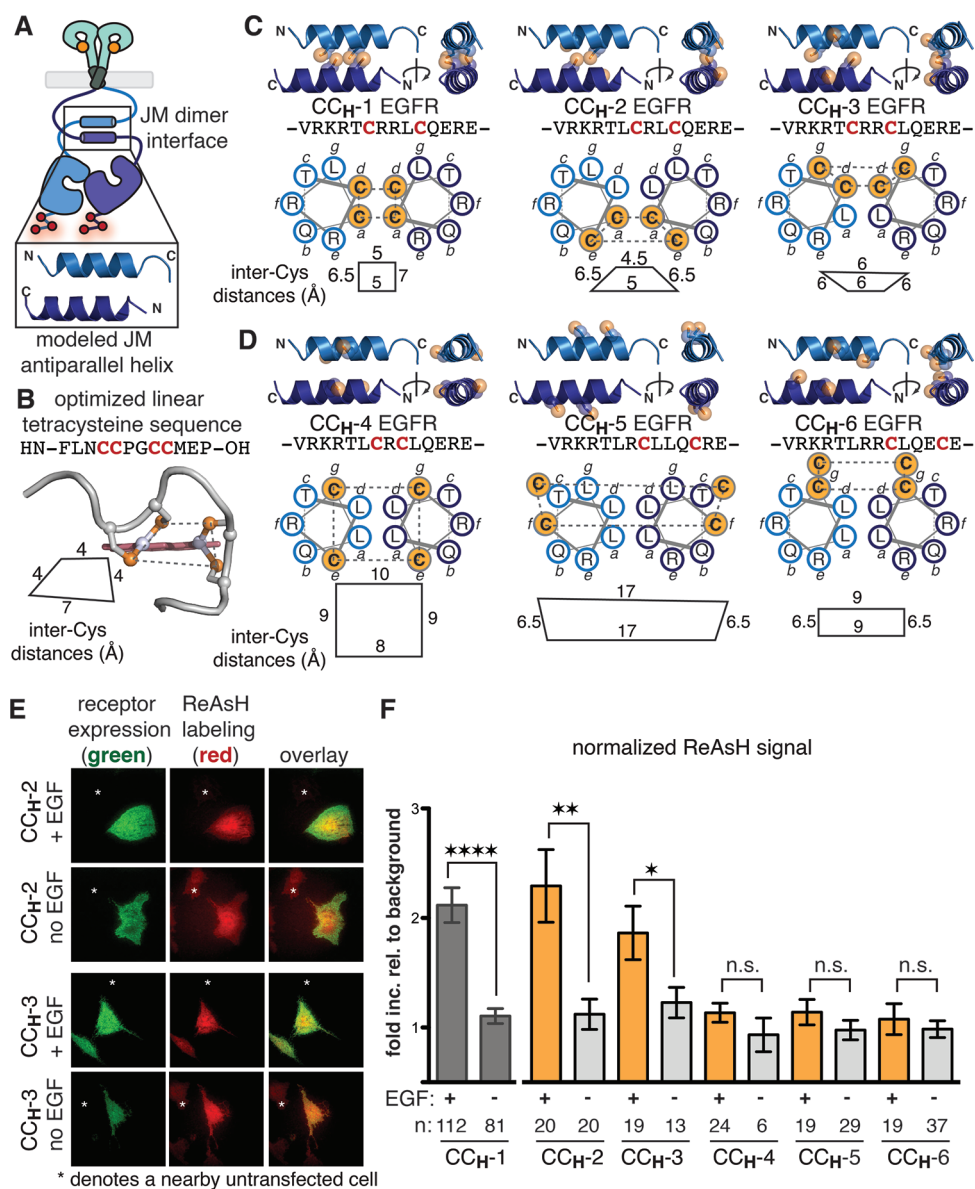 A
JM dimer
interface
N
C
C
N
modeled JM
antiparallel helix
B
optimized linear
tetracysteine sequence
HN–FLNCCPGCCMEP–OH
4
4
4
7
inter-Cys
distances (Å)
C
N
C
C
N
CCH-1 EGFR
–VRKRTCRRLCQERE–
g
g
c
d
d
c
T
L
C
C
L
T
f
R
R
f
Q
R
C
C
R
Q
b
e
a
a
e
b
inter-Cys
distances (Å)
5
6.5
7
5
N
C
C
N
CCH-2 EGFR
–VRKRTLCRLCQERE–
g
g
c
d
d
c
T
L
L
L
L
T
f
R
R
f
Q
C
C
C
C
Q
b
e
a
a
e
b
4.5
6.5
6.5
5
N
C
C
N
CCH-3 EGFR
–VRKRTCRRCLQERE–
g
g
c
d
d
c
T
C
C
C
C
T
f
R
R
f
Q
R
L
L
R
Q
b
e
a
a
e
b
6
6
6
6
D
N
C
C
N
CCH-4 EGFR
–VRKRTLCRCLQERE–
g
g
c
d
d
c
T
C
L
L
C
T
f
R
R
f
Q
C
L
L
C
Q
b
e
a
a
e
b
inter-Cys
distances (Å)
10
9
9
8
N
C
C
N
CCH-5 EGFR
–VRKRTLRCLLQCRE–
g
g
c
d
d
c
C
T
L
L
L
L
T
C
f
C
C
f
Q
R
L
L
R
Q
b
e
a
a
e
b
17
6.5
6.5
17
N
C
C
N
CCH-6 EGFR
–VRKRTLRRCLQECE–
C
C
g
g
c
d
d
c
T
C
L
L
C
T
f
R
R
f
Q
R
L
L
R
Q
b
e
a
a
e
b
9
6.5
6.5
9
E
receptor
expression
(green)
ReAsH
labeling
(red)
overlay
CCH-2
+ EGF
* * *
CCH-2
no EGF
* * *
CCH-3
+ EGF
* * *
CCH-3
no EGF
* * *
* denotes a nearby untransfected cell
F
normalized ReAsH signal
fold inc. rel. to background
3
2
1
★★★★
★★
★
n.s.
n.s.
n.s.
EGF: + - + - + - + - + - + -
n: 112 81 20 20 19 13 24 6 19 29 19 37
CCH-1 CCH-2 CCH-3 CCH-4 CCH-5 CCH-6